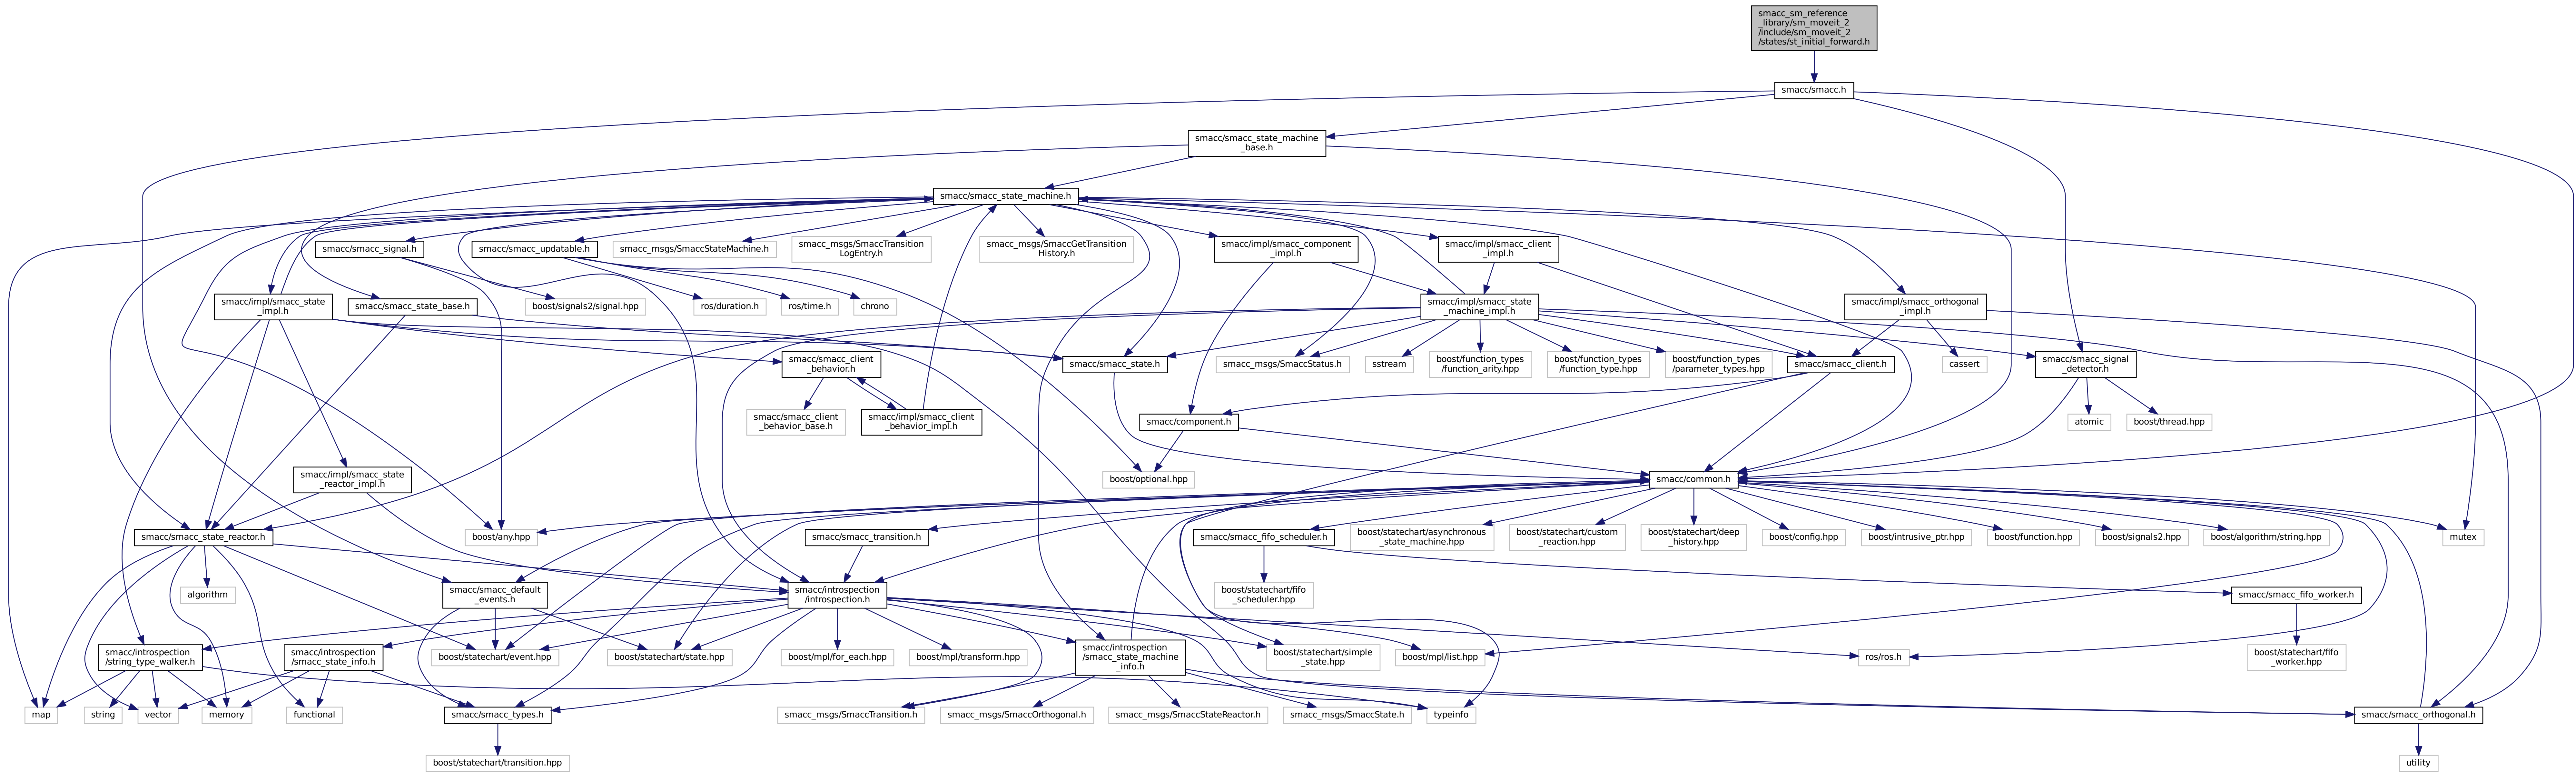 smacc_sm_reference
_library/sm_moveit_2
/include/sm_moveit_2
/states/st_initial_forward.h
smacc/smacc.h
smacc/smacc_state_machine
_base.h
smacc/smacc_state_machine.h
smacc/smacc_signal.h
smacc/smacc_updatable.h
smacc_msgs/SmaccStateMachine.h
smacc_msgs/SmaccTransition
LogEntry.h
smacc_msgs/SmaccGetTransition
History.h
smacc/impl/smacc_component
_impl.h
smacc/impl/smacc_client
_impl.h
smacc/impl/smacc_state
_impl.h
smacc/smacc_state_base.h
boost/signals2/signal.hpp
ros/duration.h
ros/time.h
chrono
smacc/impl/smacc_state
_machine_impl.h
smacc/impl/smacc_orthogonal
_impl.h
smacc/smacc_client
_behavior.h
smacc/smacc_state.h
smacc_msgs/SmaccStatus.h
sstream
boost/function_types
/function_arity.hpp
boost/function_types
/function_type.hpp
boost/function_types
/parameter_types.hpp
smacc/smacc_client.h
cassert
smacc/smacc_signal
_detector.h
smacc/smacc_client
_behavior_base.h
smacc/impl/smacc_client
_behavior_impl.h
smacc/component.h
atomic
boost/thread.hpp
smacc/impl/smacc_state
_reactor_impl.h
boost/optional.hpp
smacc/common.h
smacc/smacc_state_reactor.h
boost/any.hpp
smacc/smacc_transition.h
smacc/smacc_fifo_scheduler.h
boost/statechart/asynchronous
_state_machine.hpp
boost/statechart/custom
_reaction.hpp
boost/statechart/deep
_history.hpp
boost/config.hpp
boost/intrusive_ptr.hpp
boost/function.hpp
boost/signals2.hpp
boost/algorithm/string.hpp
mutex
algorithm
smacc/smacc_default
_events.h
smacc/introspection
/introspection.h
boost/statechart/fifo
_scheduler.hpp
smacc/smacc_fifo_worker.h
smacc/introspection
/string_type_walker.h
smacc/introspection
/smacc_state_info.h
boost/statechart/event.hpp
boost/statechart/state.hpp
boost/mpl/for_each.hpp
boost/mpl/transform.hpp
smacc/introspection
/smacc_state_machine
_info.h
boost/statechart/simple
_state.hpp
boost/mpl/list.hpp
ros/ros.h
boost/statechart/fifo
_worker.hpp
map
string
vector
memory
functional
smacc/smacc_types.h
smacc_msgs/SmaccTransition.h
smacc_msgs/SmaccOrthogonal.h
smacc_msgs/SmaccStateReactor.h
smacc_msgs/SmaccState.h
typeinfo
smacc/smacc_orthogonal.h
boost/statechart/transition.hpp
utility